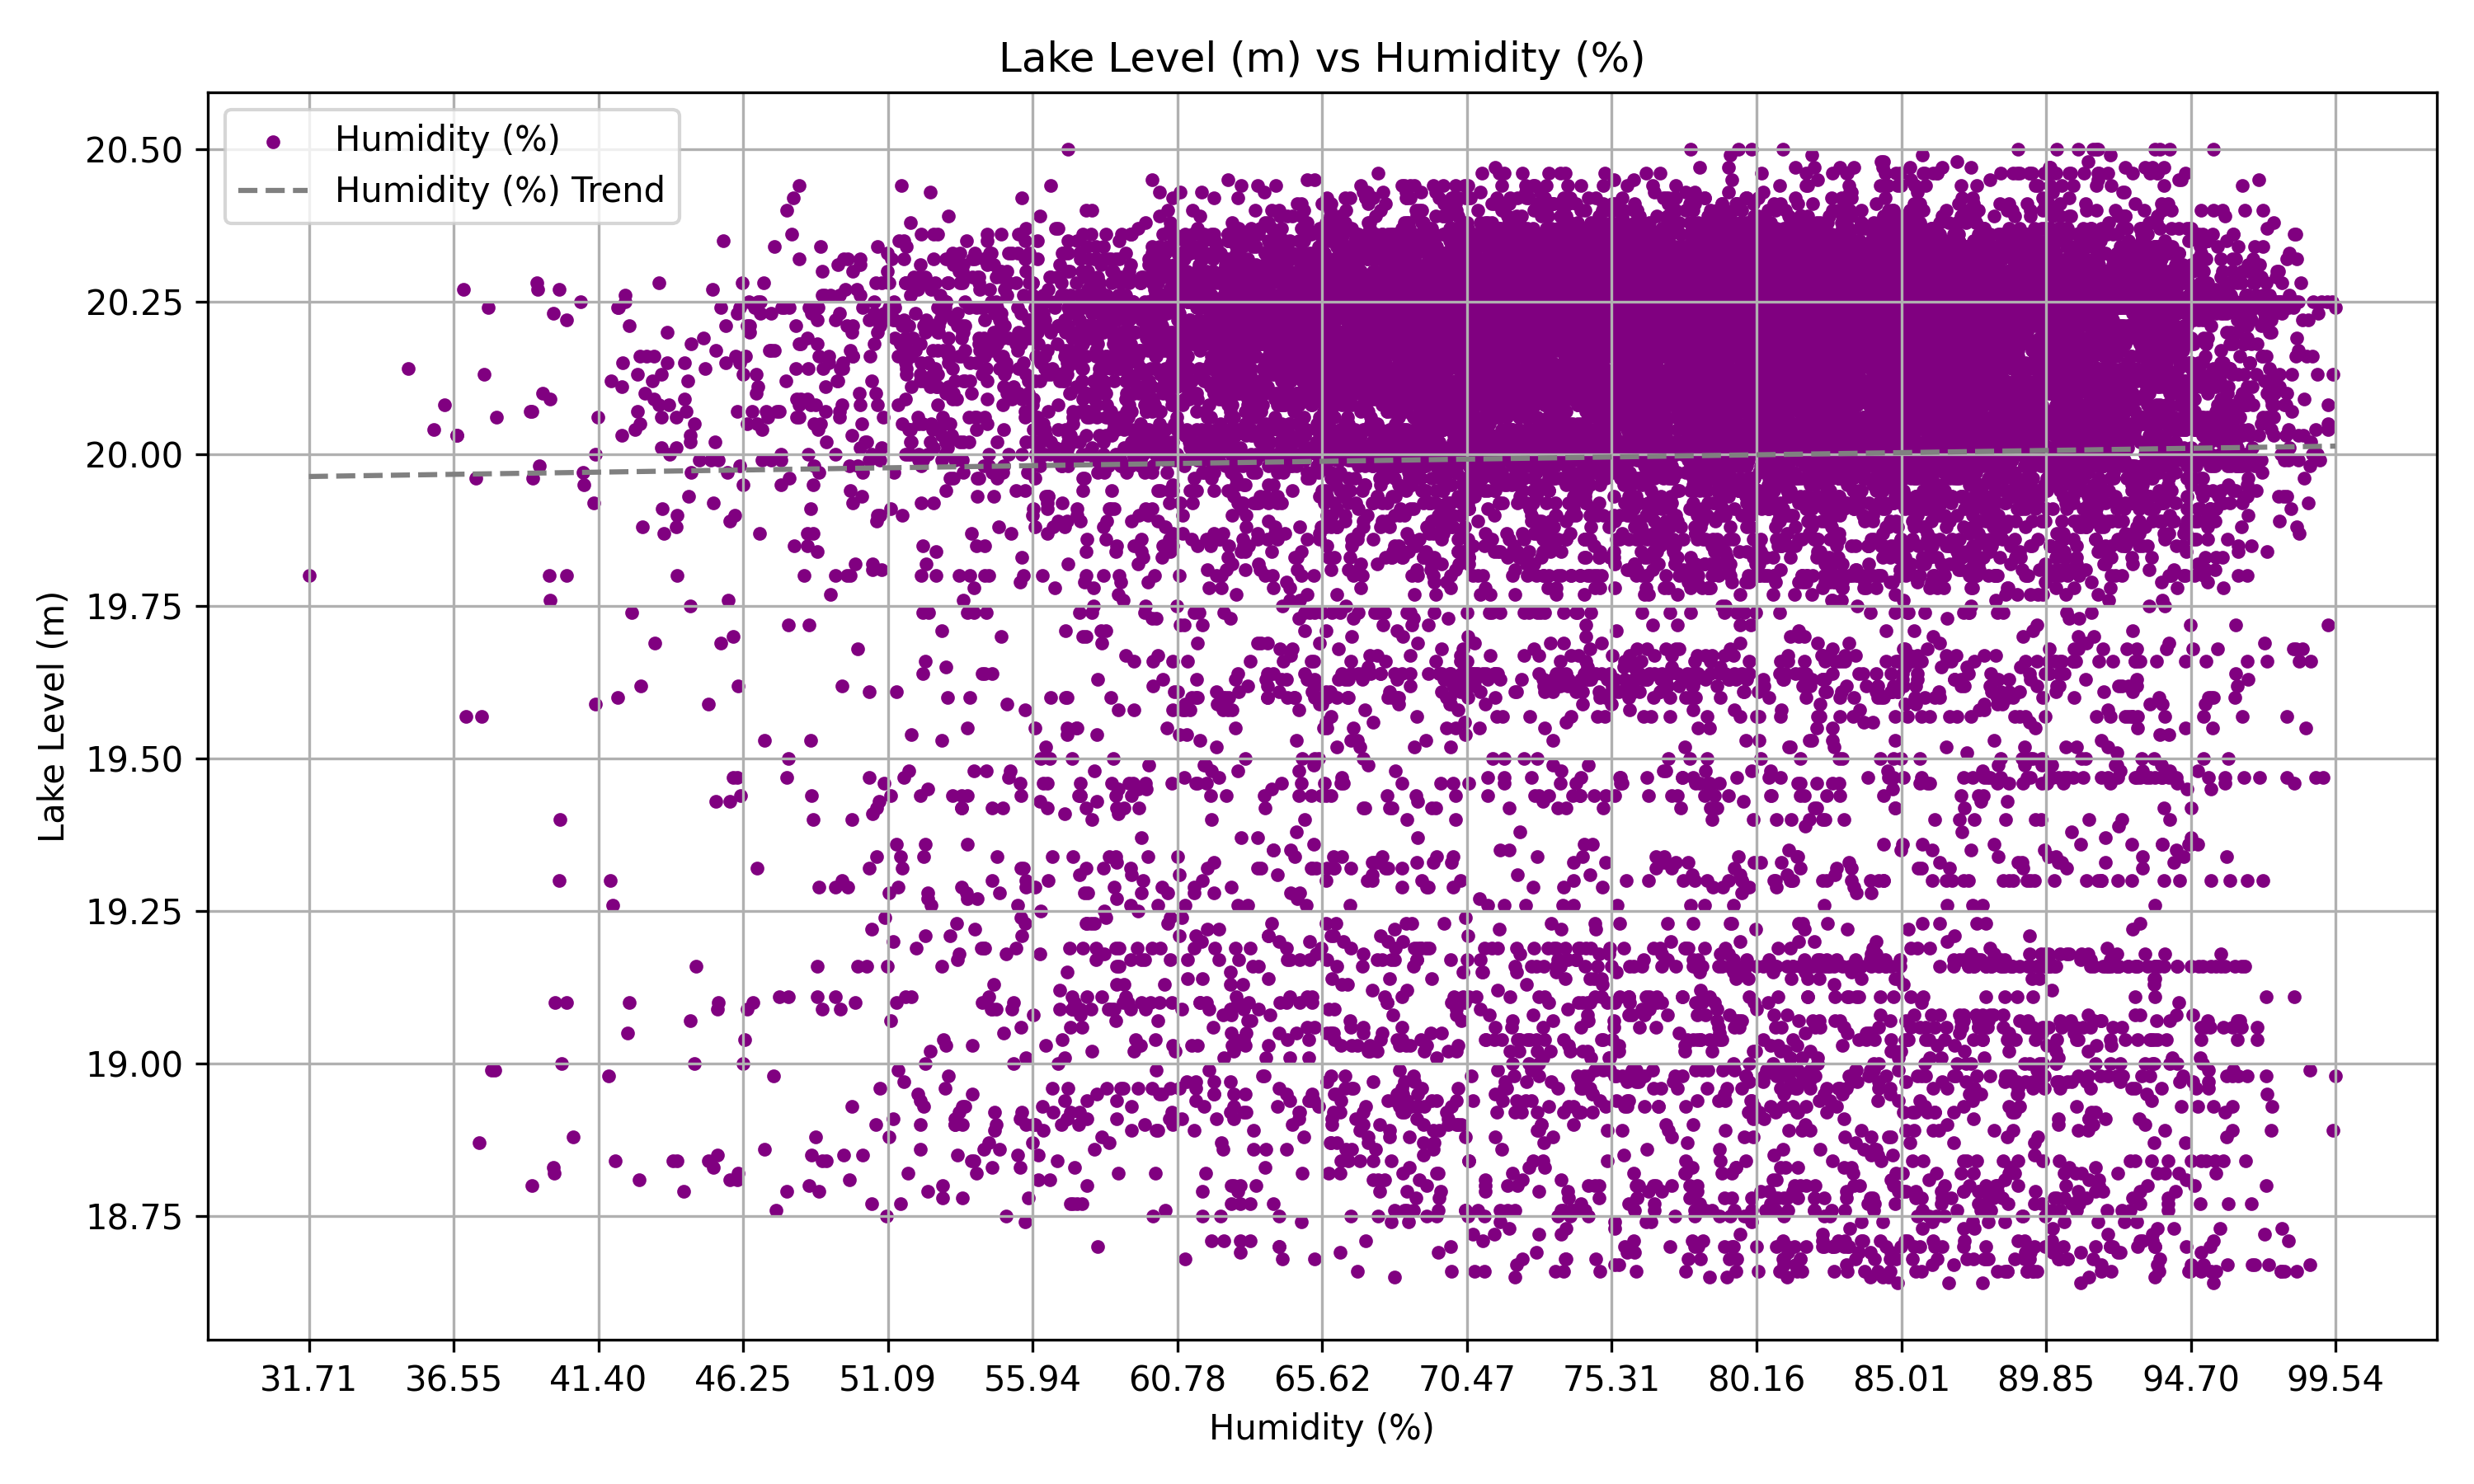 Lake Level (m) vs Humidity (%)
Humidity (%)
Humidity (%) Trend
20.50
20.25
20.00
19.75
19.50
19.25
19.00
18.75
Lake Level (m)
31.71 36.55 41.40 46.25 51.09 55.94 60.78 65.62 70.47 75.31 80.16 85.01 89.85 94.70 99.54
Humidity (%)